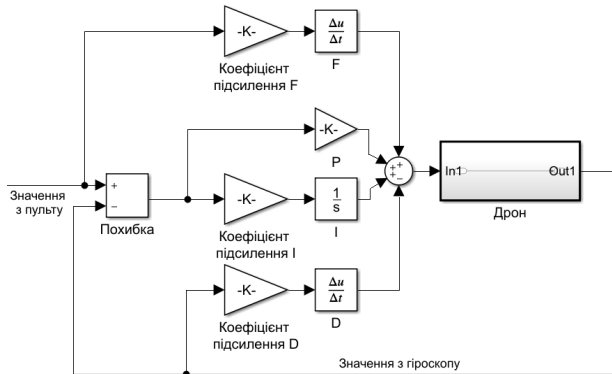 -K-
Δu
Δt
F
Коефіцієнт
підсилення F
-K-
P
Значення
з пульту
+
−
Похибка
-K-
Коефіцієнт
підсилення I
1
s
I
+
+
+
−
In1
Out1
Дрон
-K-
Коефіцієнт
підсилення D
Δu
Δt
D
Значення з гіроскопу